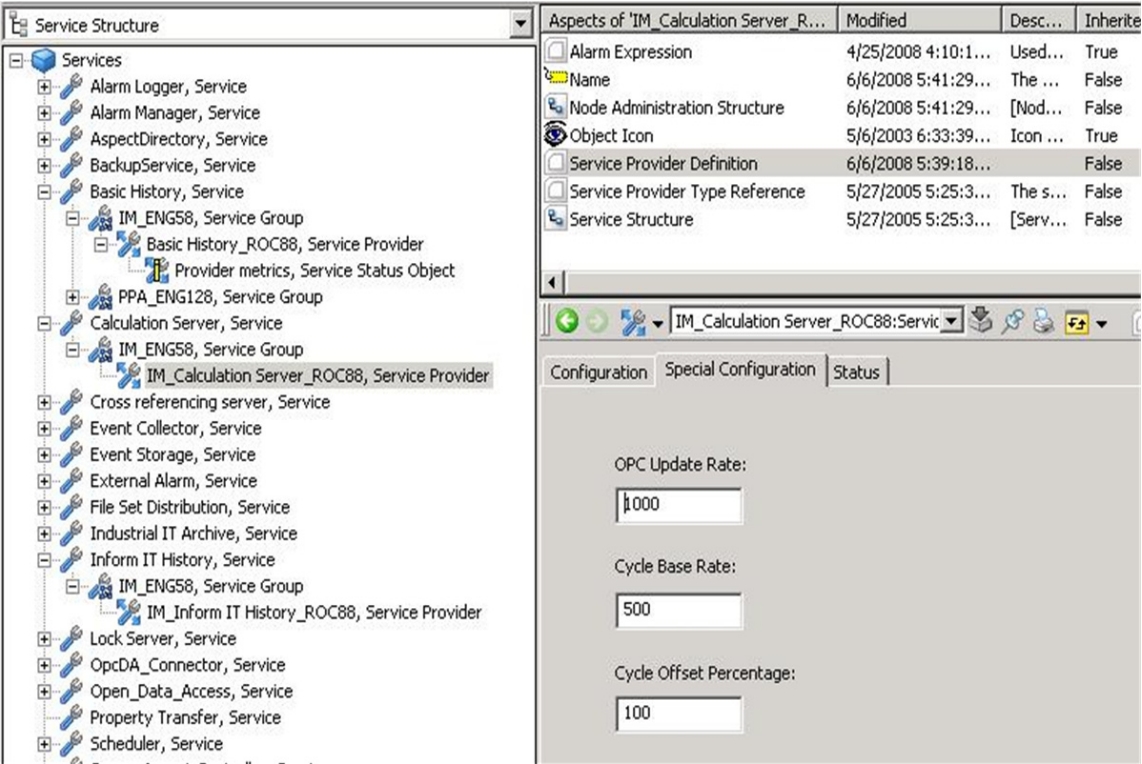 Service Structure
Services
Alarm Logger, Service
Alarm Manager, Service
AspectDirectory, Service
BackupService, Service
Basic History, Service
IM_ENG58, Service Group
Basic History_ROC88, Service Provider
Provider metrics, Service Status Object
PPA_ENG128, Service Group
Calculation Server, Service
IM_ENG58, Service Group
IM_Calculation Server_ROC88, Service Provider
Cross referencing server, Service
Event Collector, Service
Event Storage, Service
External Alarm, Service
File Set Distribution, Service
Industrial IT Archive, Service
Inform IT History, Service
IM_ENG58, Service Group
IM_Inform IT History_ROC88, Service Provider
Lock Server, Service
OpcDA_Connector, Service
Open_Data_Access, Service
Property Transfer, Service
Scheduler, Service
Aspects of 'IM_Calculation Server_R... Modified Desc... Inherite
Alarm Expression 4/25/2008 4:10:1... Used... True
Name 6/6/2008 5:41:29... The ... False
Node Administration Structure 6/6/2008 5:41:29... [Nod... False
Object Icon 5/6/2003 6:33:39... Icon ... True
Service Provider Definition 6/6/2008 5:39:18... False
Service Provider Type Reference 5/27/2005 5:25:3... The s... False
Service Structure 5/27/2005 5:25:3... [Serv... False
IM_Calculation Server_ROC88:Servic
Configuration Special Configuration Status
OPC Update Rate:
1000
Cycle Base Rate:
500
Cycle Offset Percentage:
100